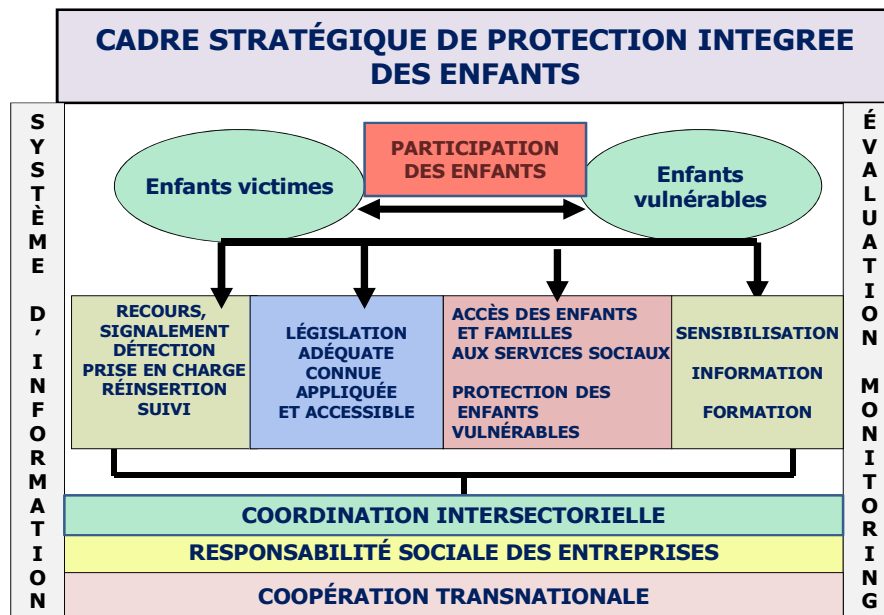 CADRE STRATÉGIQUE DE PROTECTION INTEGREE
DES ENFANTS
SYSTÈME D'INFORMATION
PARTICIPATION
DES ENFANTS
Enfants victimes
Enfants
vulnérables
RECOURS,
SIGNALEMENT
DÉTECTION
PRISE EN CHARGE
RÉINSERTION
SUIVI
LÉGISLATION
ADÉQUATE
CONNUE
APPLIQUÉE
ET ACCESSIBLE
ACCÈS DES ENFANTS
ET FAMILLES
AUX SERVICES SOCIAUX
PROTECTION DES
ENFANTS
VULNÉRABLES
SENSIBILISATION
INFORMATION
FORMATION
COORDINATION INTERSECTORIELLE
RESPONSABILITÉ SOCIALE DES ENTREPRISES
COOPÉRATION TRANSNATIONALE
ÉVALUATION MONITORING